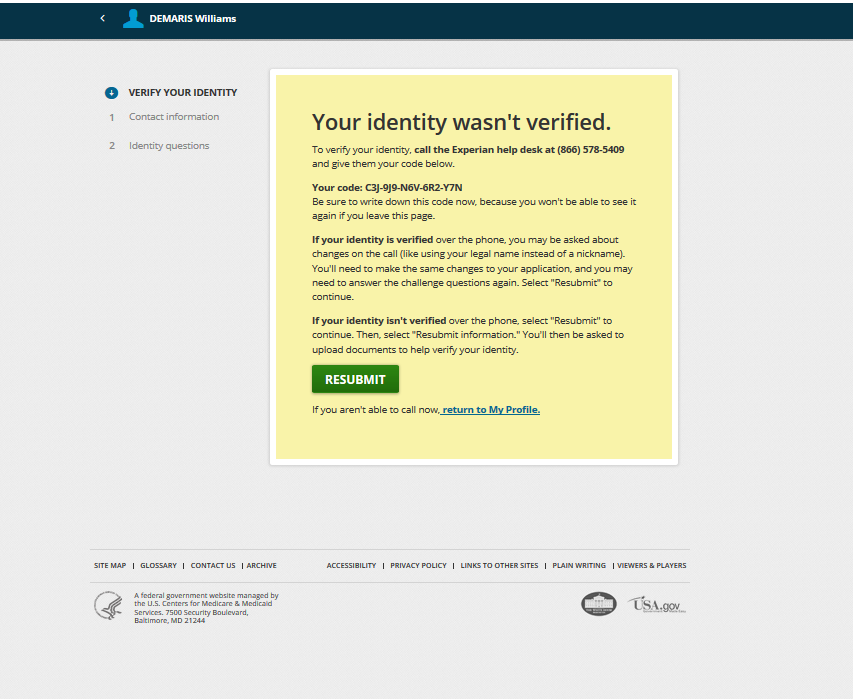 DEMARIS Williams
VERIFY YOUR IDENTITY
1 Contact information
2 Identity questions
Your identity wasn't verified.
To verify your identity, call the Experian help desk at (866) 578-5409
and give them your code below.
Your code: C3J-9J9-N6V-6R2-Y7N
Be sure to write down this code now, because you won't be able to see it
again if you leave this page.
If your identity is verified over the phone, you may be asked about
changes on the call (like using your legal name instead of a nickname).
You'll need to make the same changes to your application, and you may
need to answer the challenge questions again. Select "Resubmit" to
continue.
If your identity isn't verified over the phone, select "Resubmit" to
continue. Then, select "Resubmit information." You'll then be asked to
upload documents to help verify your identity.
RESUBMIT
If you aren't able to call now, return to My Profile.
SITE MAP | GLOSSARY | CONTACT US | ARCHIVE
ACCESSIBILITY | PRIVACY POLICY | LINKS TO OTHER SITES | PLAIN WRITING | VIEWERS & PLAYERS
A federal government website managed by
the U.S. Centers for Medicare & Medicaid
Services. 7500 Security Boulevard,
Baltimore, MD 21244
USA.gov